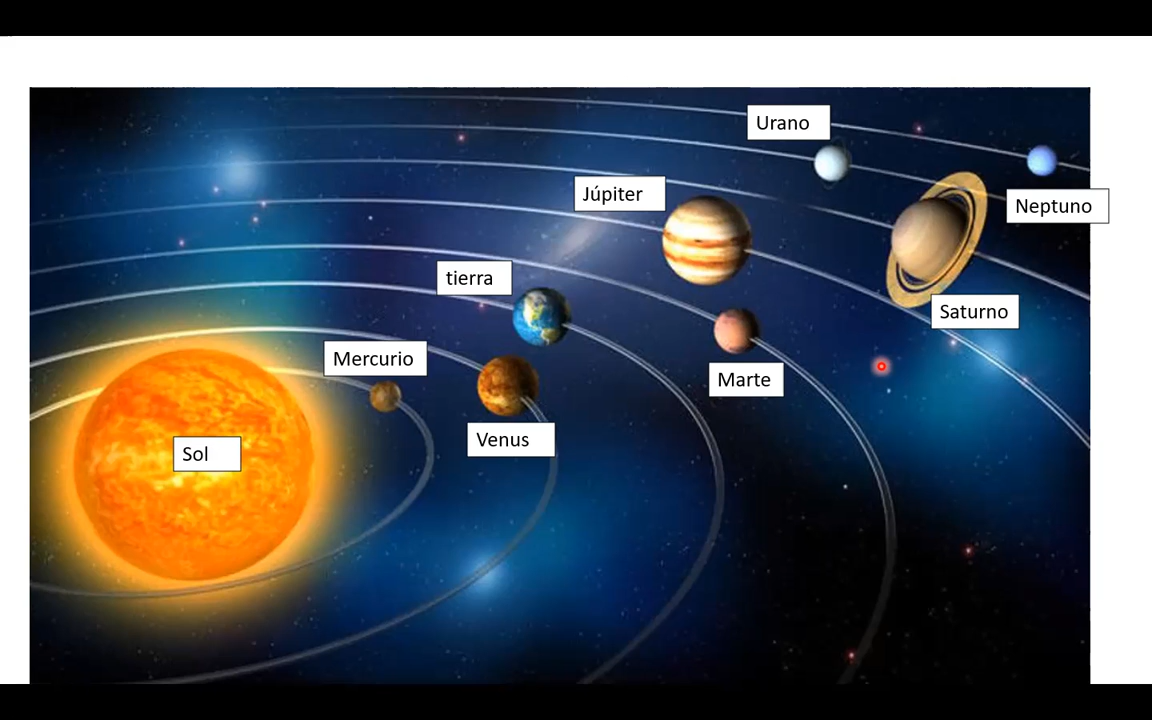 Urano
Júpiter
Neptuno
tierra
Saturno
Mercurio
Marte
Venus
Sol